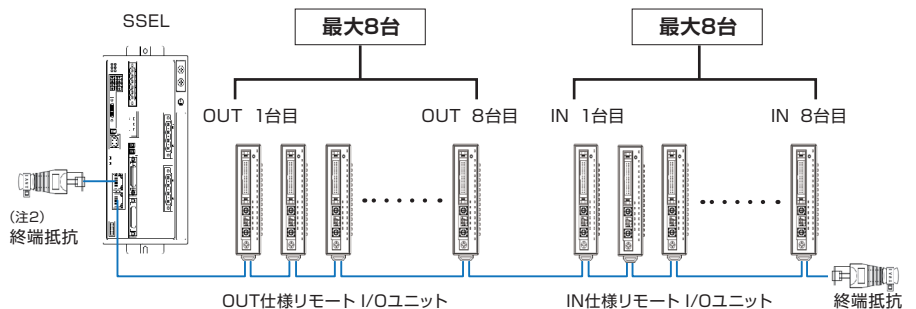 SSEL
最大8台
最大8台
OUT 1台目
OUT 8台目
IN 1台目
IN 8台目
(注2)
終端抵抗
OUT仕様リモート I/Oユニット
IN仕様リモート I/Oユニット
終端抵抗